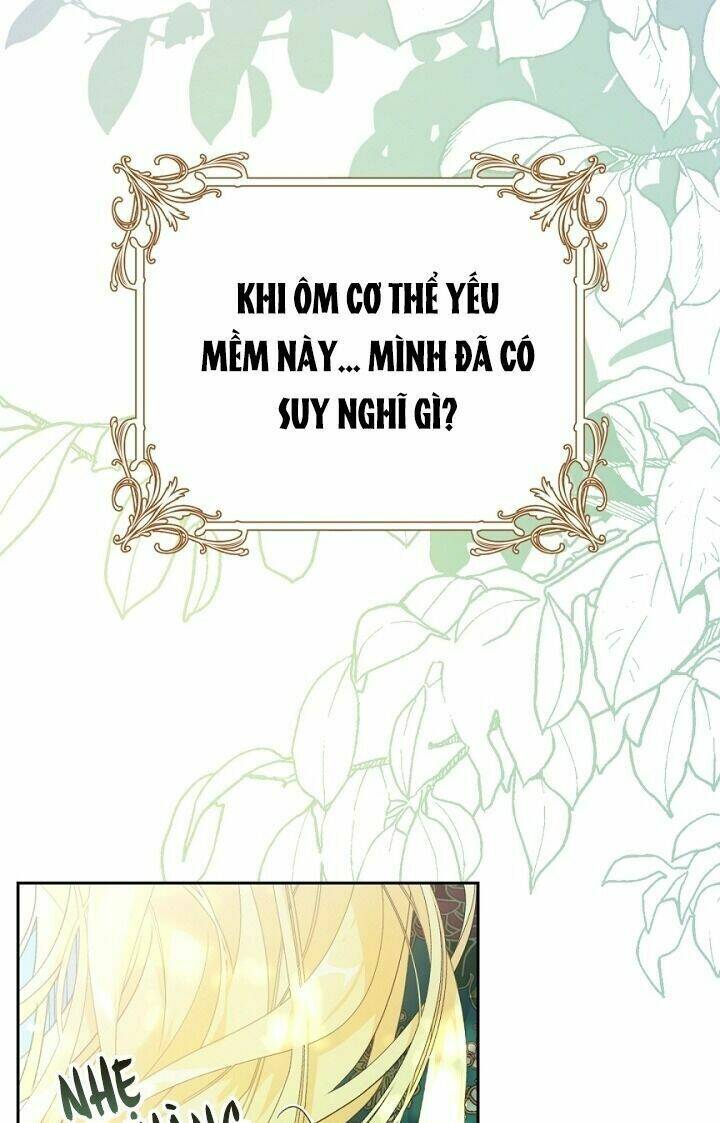 KHI ÔM CƠ THỂ YẾU
MỀM NÀY... MÌNH ĐÃ CÓ
SUY NGHĨ GÌ?
NHẸ